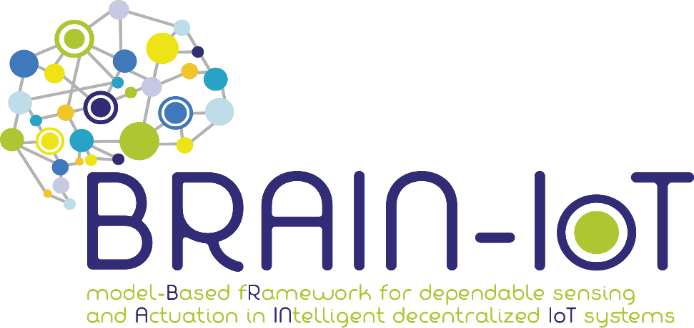 BRAIN-IoT
model-Based fRamework for dependable sensing
and Actuation in INtelligent decentralized IoT systems